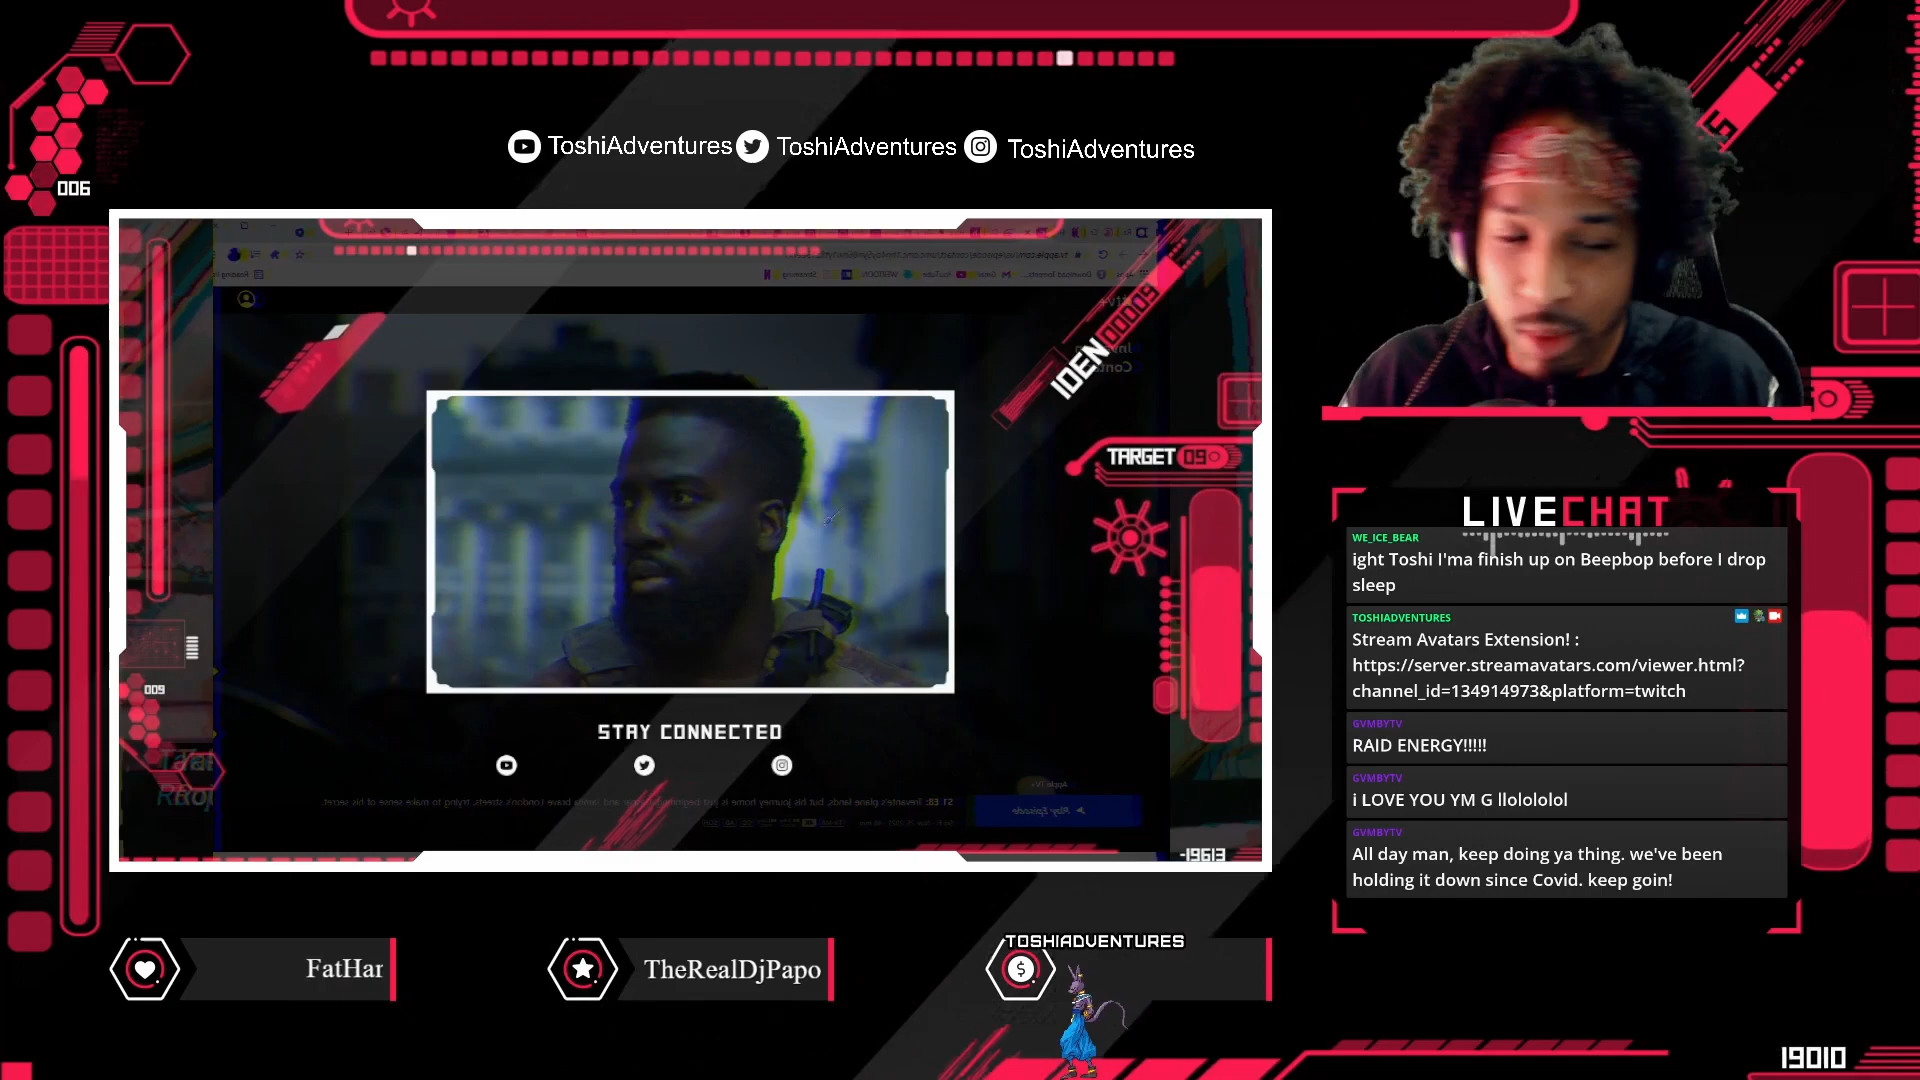 006
ToshiAdventures ToshiAdventures ToshiAdventures
IDEN 00009
TARGET 09
009
STAY CONNECTED
-19613
LIVECHAT
WE_ICE_BEAR
ight Toshi I'ma finish up on Beepbop before I drop
sleep
TOSHIADVENTURES
Stream Avatars Extension! :
https://server.streamavatars.com/viewer.html?
channel_id=134914973&platform=twitch
GVMBYTV
RAID ENERGY!!!!!
GVMBYTV
i LOVE YOU YM G llolololol
GVMBYTV
All day man, keep doing ya thing. we've been
holding it down since Covid. keep goin!
FatHar
TheRealDjPapo
TOSHIADVENTURES
19010